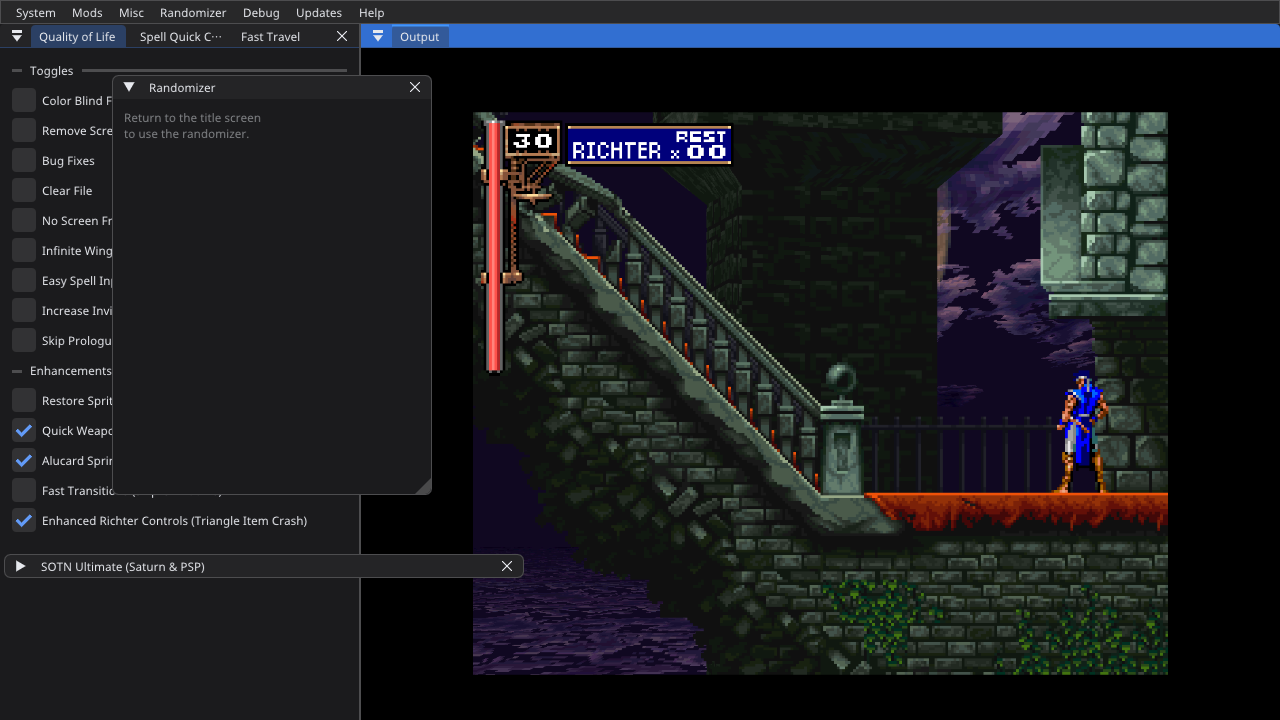 System Mods Misc Randomizer Debug Updates Help
Quality of Life Spell Quick C··· Fast Travel
Output
Toggles
Color Blind F
Remove Scre
Bug Fixes
Clear File
No Screen Fr
Infinite Wing
Easy Spell In
Increase Invi
Skip Prologu
Enhancements
Restore Sprit
Quick Weapo
Alucard Sprin
Fast Transitio
Enhanced Richter Controls (Triangle Item Crash)
Randomizer
Return to the title screen
to use the randomizer.
SOTN Ultimate (Saturn & PSP)
30
REST
RICHTER x 00